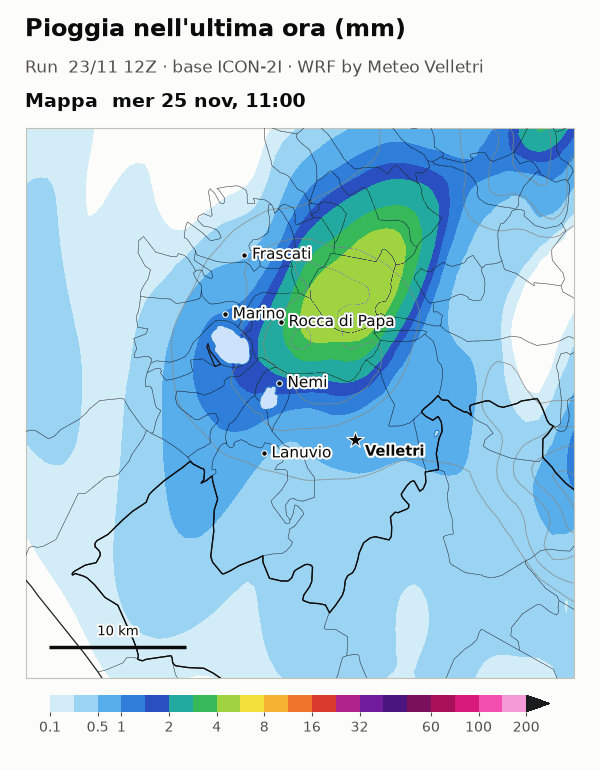 Pioggia nell'ultima ora (mm)
Run  23/11 12Z · base ICON-2I · WRF by Meteo Velletri
Mappa  mer 25 nov, 11:00
Frascati
Marino
Rocca di Papa
Nemi
Velletri
Lanuvio
10 km
0.1 0.5 1 2 4 8 16 32 60 100 200